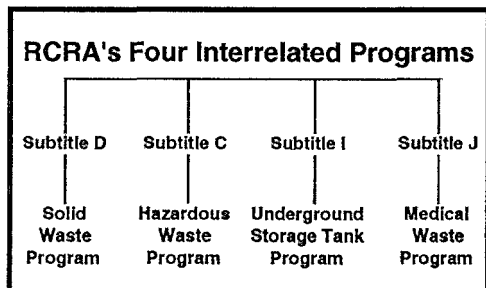 RCRA's Four Interrelated Programs
Subtitle D Subtitle C Subtitle I Subtitle J
Solid Hazardous Underground Medical
Waste Waste Storage Tank Waste
Program Program Program Program